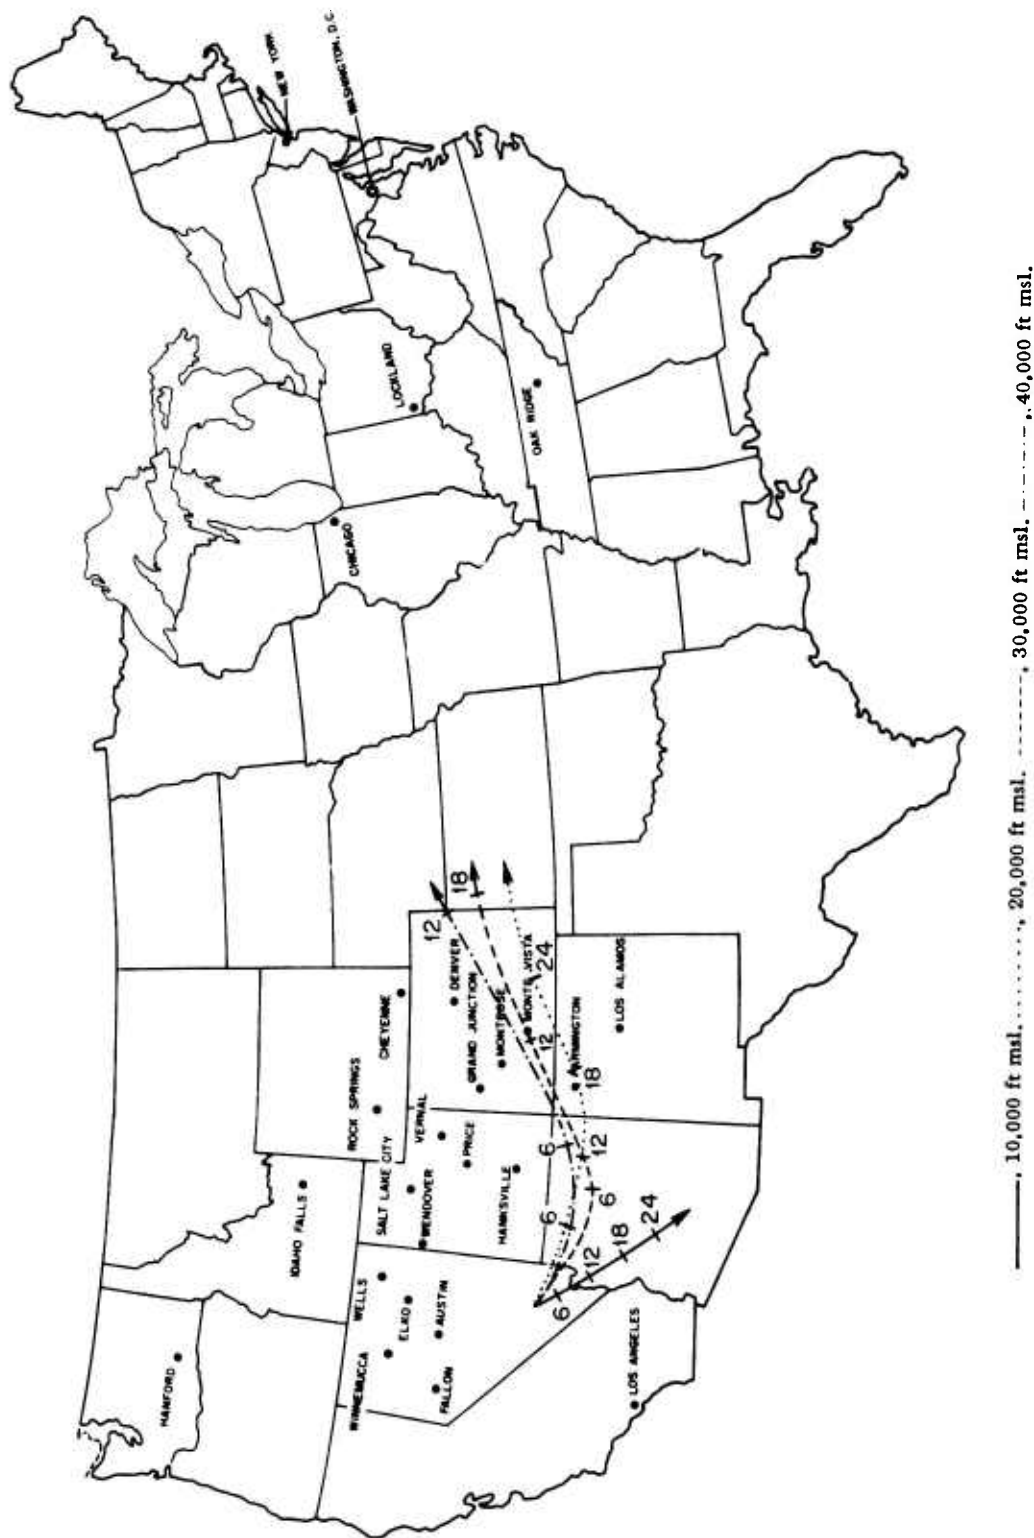 NEW YORK
WASHINGTON, D.C.
LOCKLAND
OAK RIDGE
CHICAGO
HANFORD
IDAHO FALLS
ROCK SPRINGS
CHEYENNE
WINNEMUCCA
WELLS
ELKO
AUSTIN
FALLON
SALT LAKE CITY
WENDOVER
VERNAL
PRICE
HANKSVILLE
DENVER
GRAND JUNCTION
MONTROSE
MONTE VISTA
FARMINGTON
LOS ALAMOS
LOS ANGELES
12
18
24
12
18
6
12
6
6
6
12
18
24
———, 10,000 ft msl. ........., 20,000 ft msl. -------, 30,000 ft msl. -·-·-·-, 40,000 ft msl.